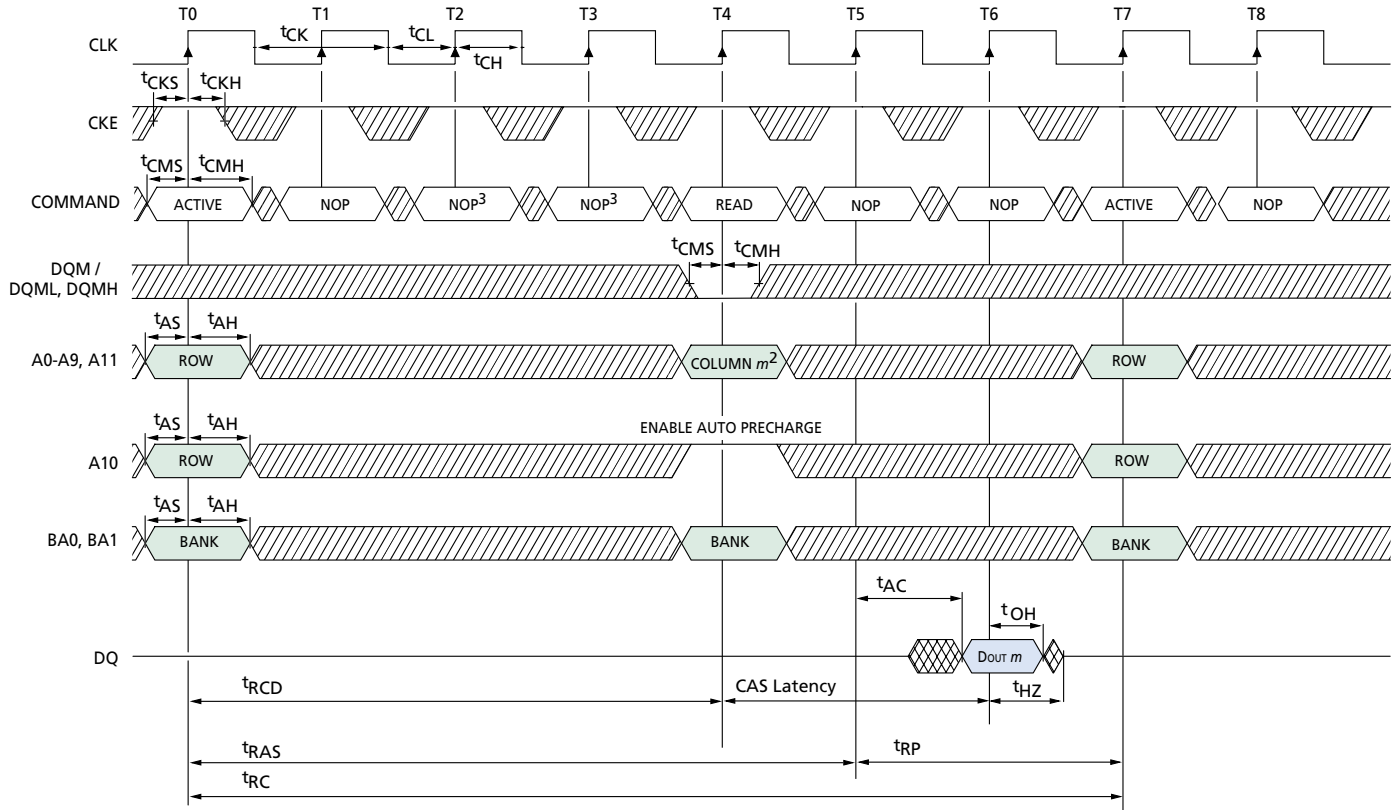 T0 T1 T2 T3 T4 T5 T6 T7 T8
CLK
tCK tCL
tCH
tCKS tCKH
CKE
tCMS tCMH
COMMAND ACTIVE NOP NOP3 NOP3 READ NOP NOP ACTIVE NOP
tCMS tCMH
DQM /
DQML, DQMH
tAS tAH
A0-A9, A11 ROW COLUMN m2 ROW
ENABLE AUTO PRECHARGE
tAS tAH
A10 ROW ROW
tAS tAH
BA0, BA1 BANK BANK BANK
tAC
tOH
DQ DOUT m
tRCD CAS Latency tHZ
tRAS tRP
tRC